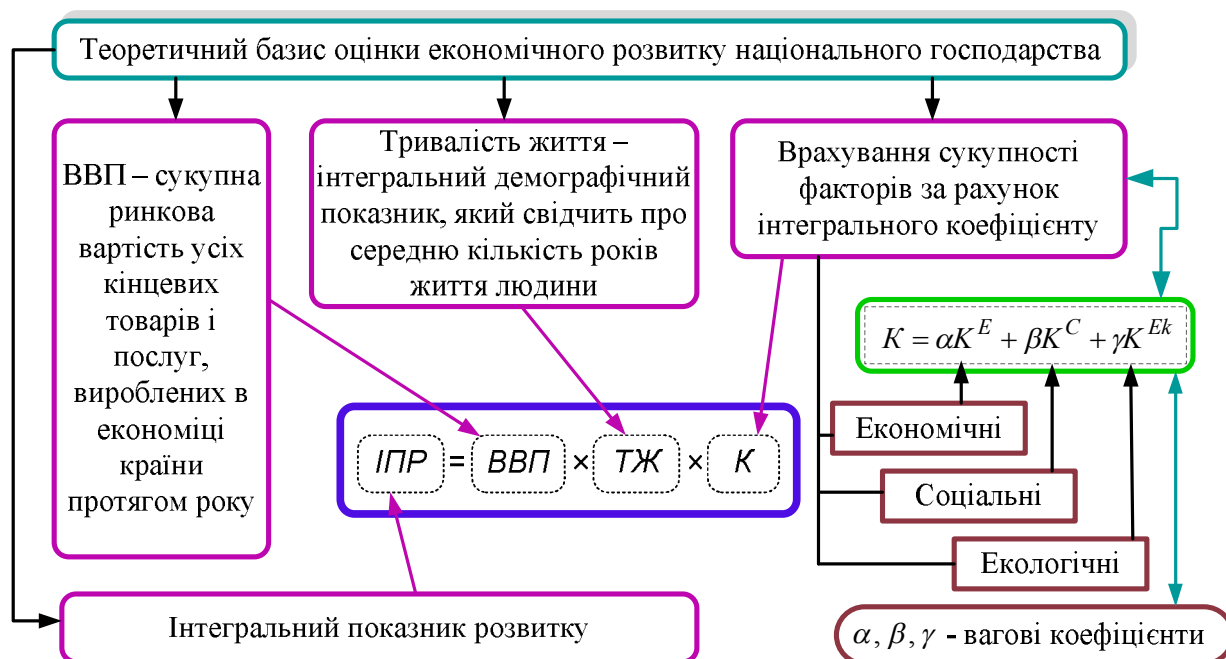 Теоретичний базис оцінки економічного розвитку національного господарства
ВВП – сукупна
ринкова
вартість усіх
кінцевих
товарів і
послуг,
вироблених в
економіці
країни
протягом року
Тривалість життя –
інтегральний демографічний
показник, який свідчить про
середню кількість років
життя людини
Врахування сукупності
факторів за рахунок
інтегрального коефіцієнту
K = αK^E + βK^C + γK^Ek
ІПР = ВВП × ТЖ × К
Економічні
Соціальні
Екологічні
Інтегральний показник розвитку
α, β, γ - вагові коефіцієнти